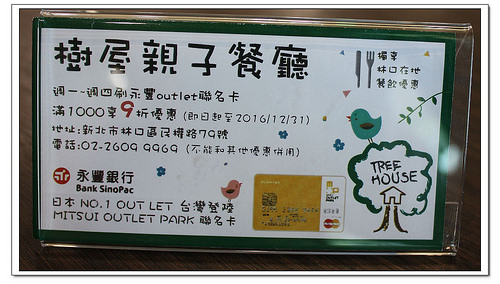 樹屋親子餐廳
獨享
林口在地
餐飲優惠
週一~週四刷永豐outlet聯名卡
滿1000享9折優惠 (即日起至2016/12/31)
地址:新北市林口區民權路79號
電話:02-2609 9969 (不能和其他優惠併用)
TREE
HOUSE
永豐銀行
Bank SinoPac
日本 NO.1 OUTLET 台灣登陸
MITSUI OUTLET PARK 聯名卡